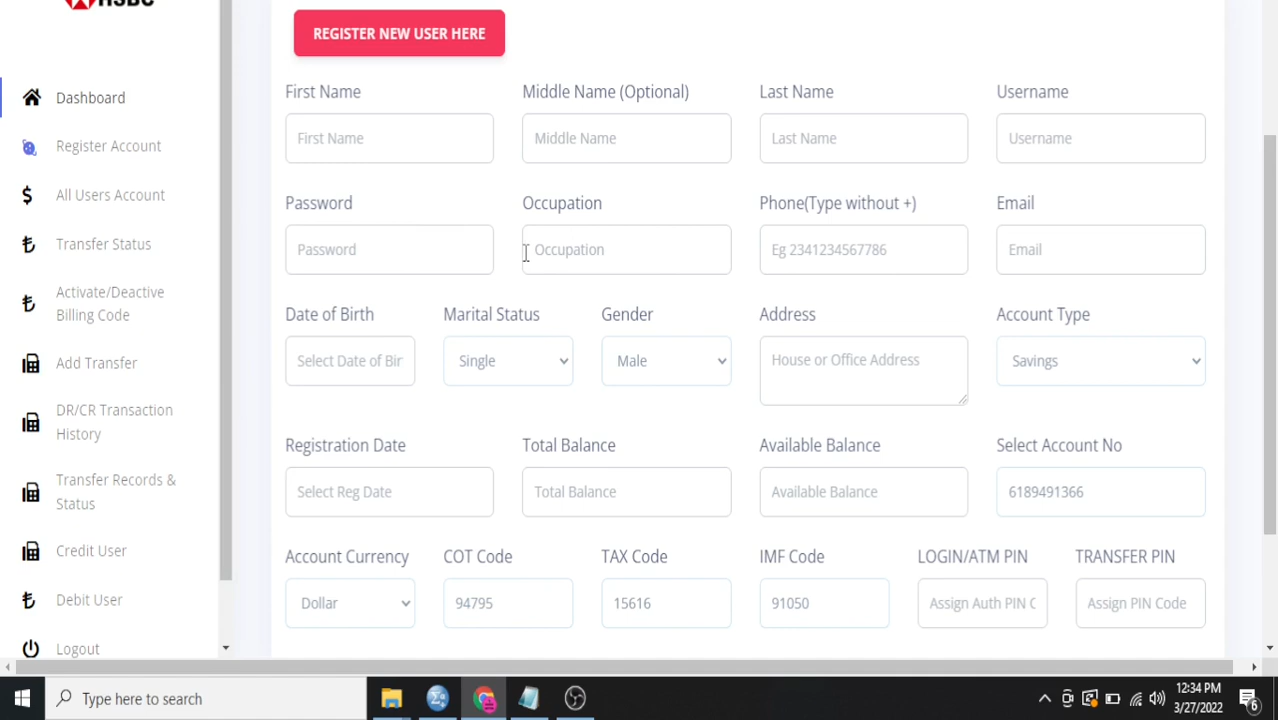 HSBC
REGISTER NEW USER HERE
Dashboard
Register Account
All Users Account
Transfer Status
Activate/Deactive
Billing Code
Add Transfer
DR/CR Transaction
History
Transfer Records &
Status
Credit User
Debit User
Logout
First Name
Middle Name (Optional)
Last Name
Username
First Name
Middle Name
Last Name
Username
Password
Occupation
Phone(Type without +)
Email
Password
Occupation
Eg 2341234567786
Email
Date of Birth
Marital Status
Gender
Address
Account Type
Select Date of Bir
Single
Male
House or Office Address
Savings
Registration Date
Total Balance
Available Balance
Select Account No
Select Reg Date
Total Balance
Available Balance
6189491366
Account Currency
COT Code
TAX Code
IMF Code
LOGIN/ATM PIN
TRANSFER PIN
Dollar
94795
15616
91050
Assign Auth PIN C
Assign PIN Code
Type here to search
12:34 PM
3/27/2022
6